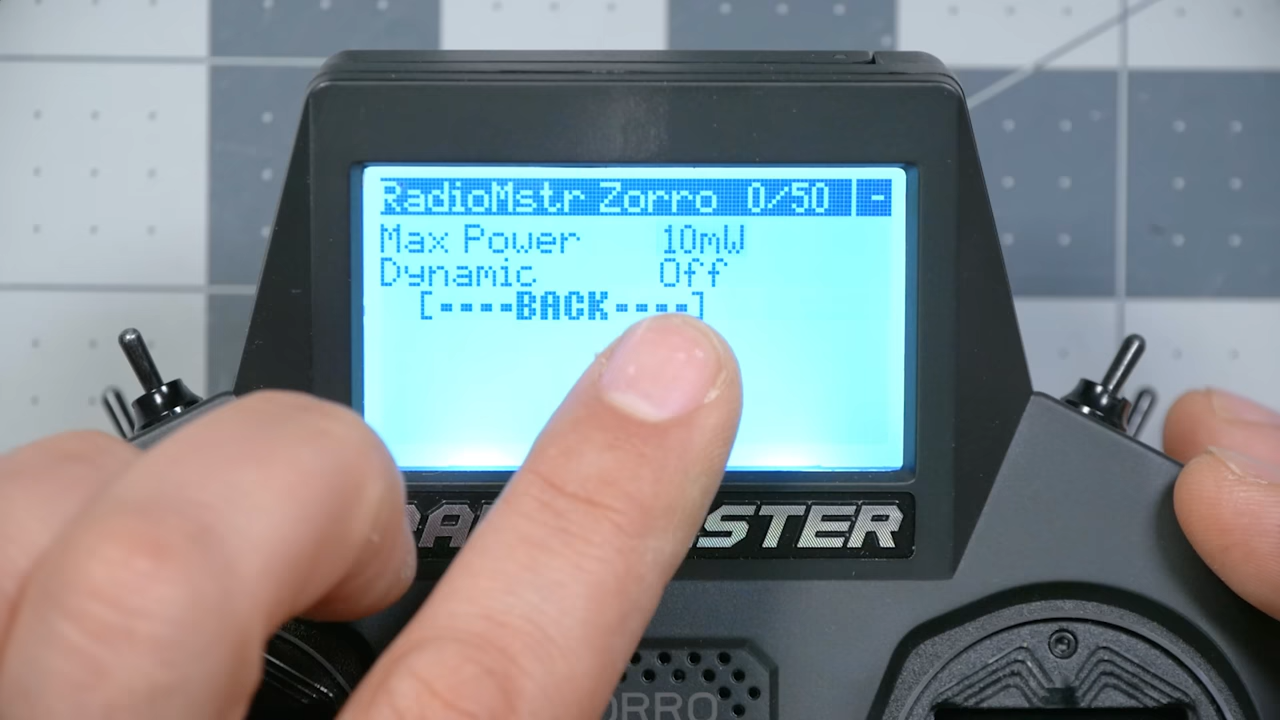 RadioMstr Zorro 0/50 | -
Max Power 10mW
Dynamic Off
[----BACK----]